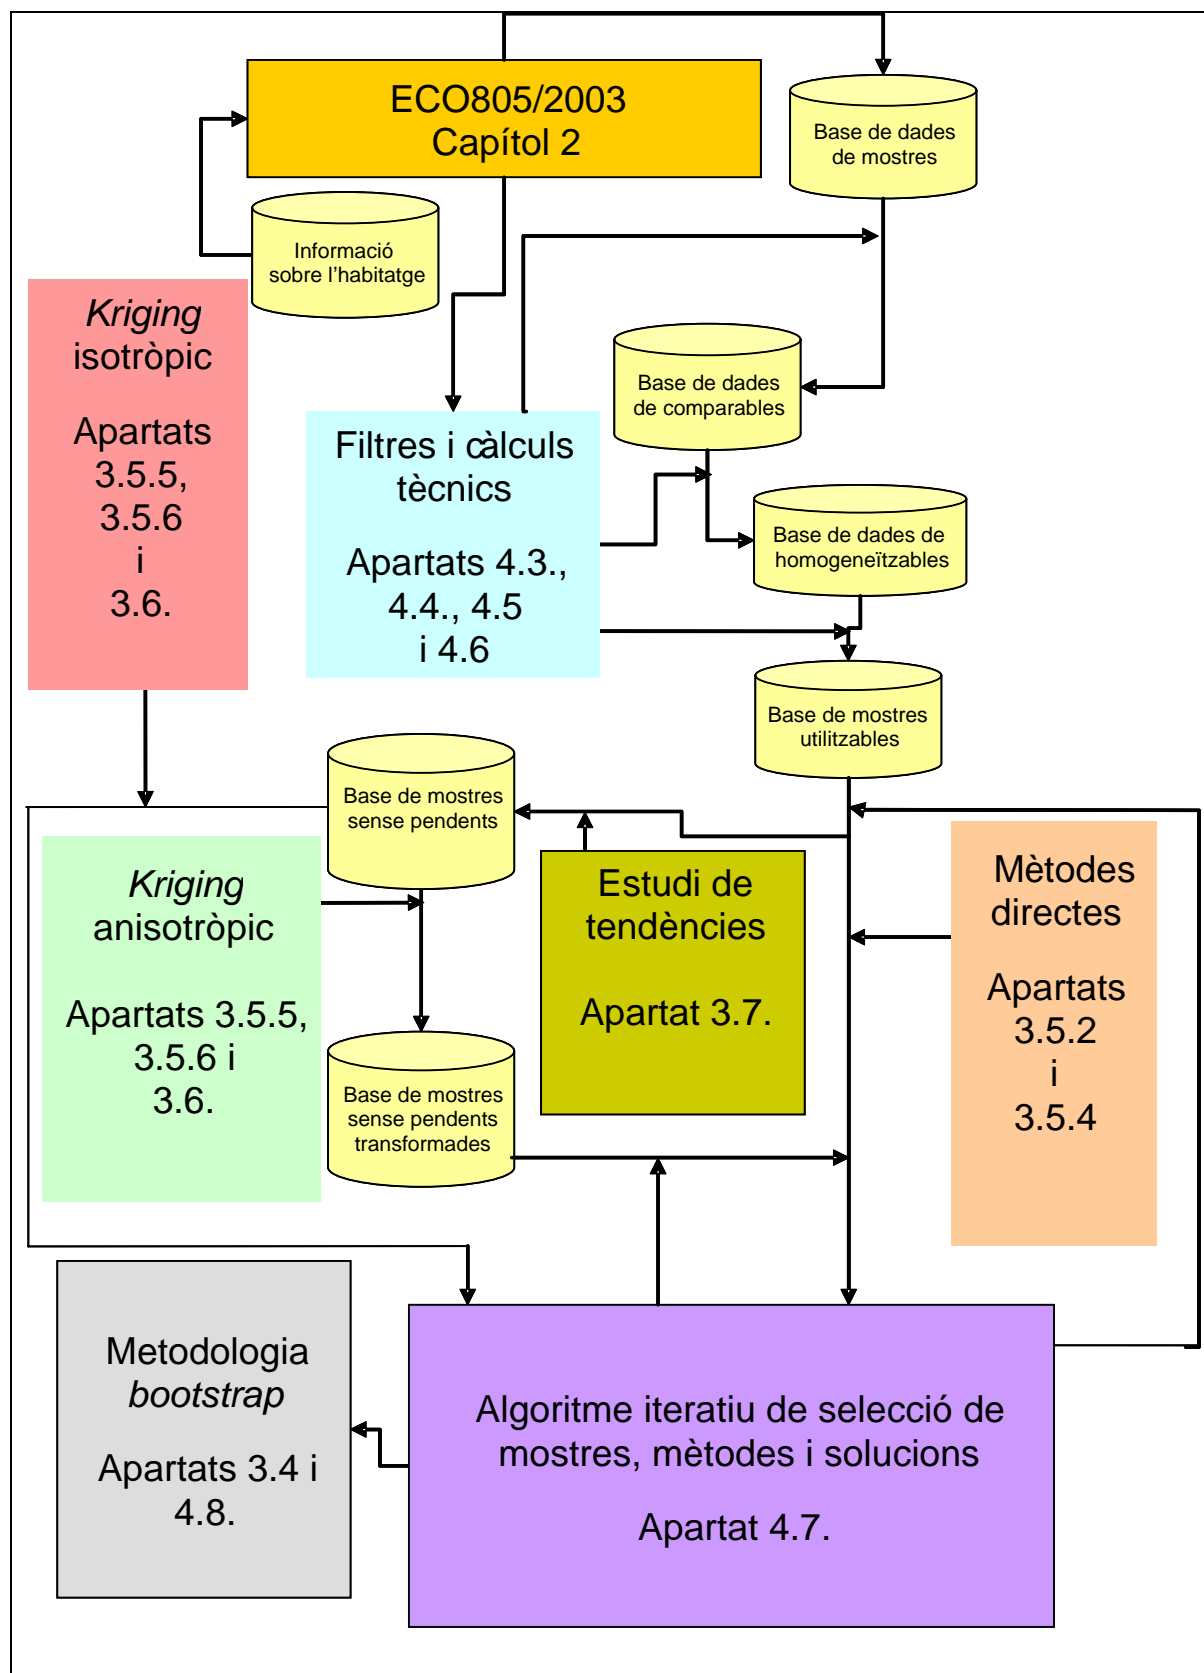 ECO805/2003
Capítol 2
Base de dades
de mostres
Informació
sobre l'habitatge
Kriging
isotròpic
Apartats
3.5.5,
3.5.6
i
3.6.
Base de dades
de comparables
Filtres i càlculs
tècnics
Apartats 4.3.,
4.4., 4.5
i 4.6
Base de dades de
homogeneïtzables
Base de mostres
utilitzables
Base de mostres
sense pendents
Kriging
anisotròpic
Apartats 3.5.5,
3.5.6 i
3.6.
Estudi de
tendències
Apartat 3.7.
Mètodes
directes
Apartats
3.5.2
i
3.5.4
Base de mostres
sense pendents
transformades
Metodologia
bootstrap
Apartats 3.4 i
4.8.
Algoritme iteratiu de selecció de
mostres, mètodes i solucions
Apartat 4.7.